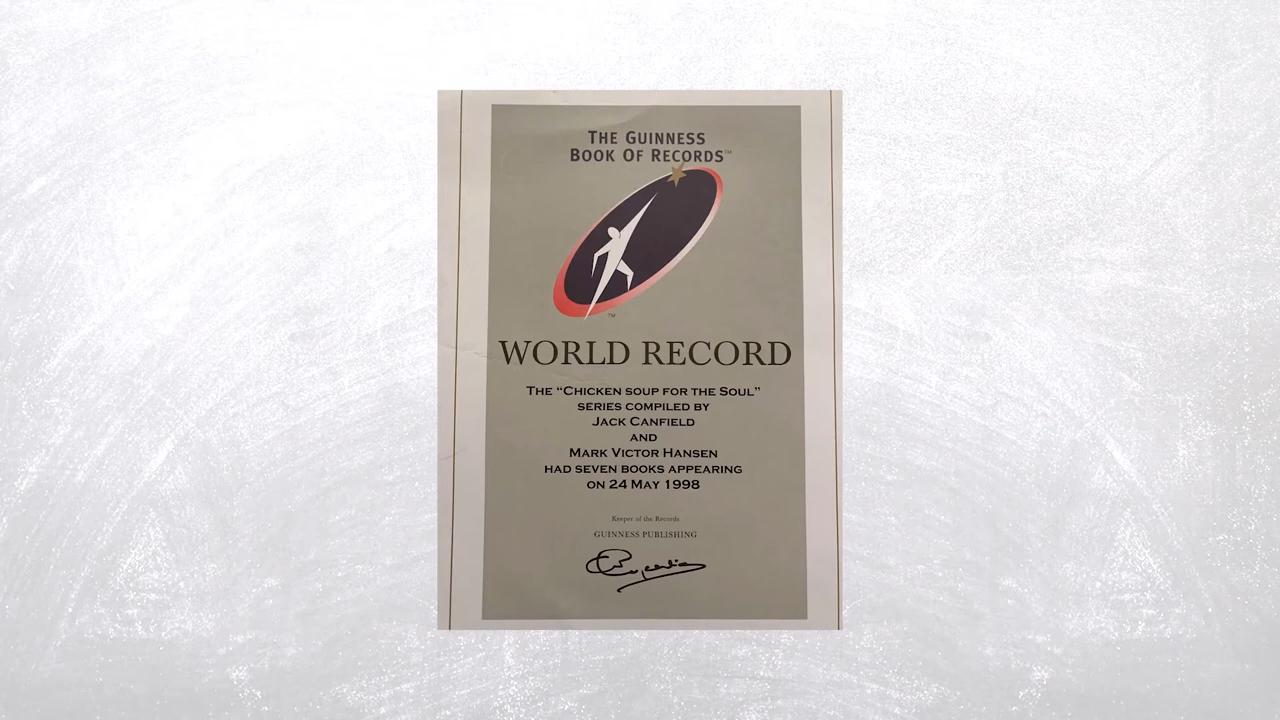 THE GUINNESS
BOOK OF RECORDS™
™
WORLD RECORD
THE “CHICKEN SOUP FOR THE SOUL”
SERIES COMPILED BY
JACK CANFIELD
AND
MARK VICTOR HANSEN
HAD SEVEN BOOKS APPEARING
ON 24 MAY 1998
Keeper of the Records
GUINNESS PUBLISHING